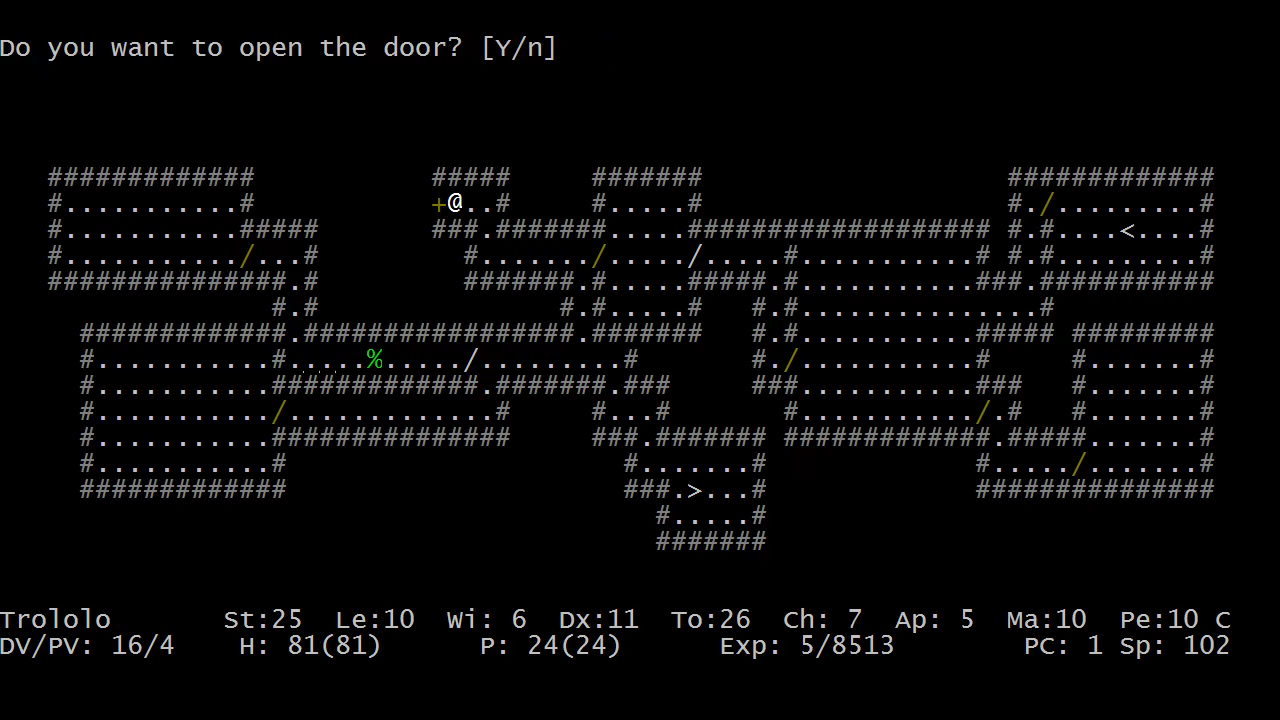 Do you want to open the door? [Y/n]
#############           #####     #######                   #############
#...........#           +@..#     #.....#                   #./.........#
#...........#####       ###.#######.....################### #.#....<....#
#.........../...#         #......./...../.....#...........# #.#.........#
###############.#         #######.#.....#####.#...........###.###########
              #.#               #.#.....#   #.#...............#
  #############.#################.#######   #.#...........##### #########
  #...........#.....%...../.........#       #./...........#     #.......#
  #...........#############.#######.###     ###...........###   #.......#
  #.........../.............#     #...#       #.........../.#   #.......#
  #...........###############     ###.####### #############.#####.......#
  #...........#                     #.......#             #...../.......#
  #############                     ###.>...#             ###############
                                      #.....#
                                      #######
Trololo       St:25  Le:10  Wi: 6  Dx:11  To:26  Ch: 7  Ap: 5  Ma:10  Pe:10 C
DV/PV: 16/4    H: 81(81)      P: 24(24)      Exp: 5/8513        PC: 1 Sp: 102